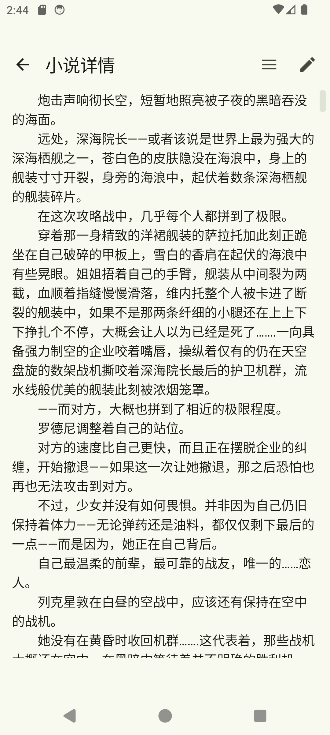 2:44
小说详情
炮击声响彻长空，短暂地照亮被子夜的黑暗吞没
的海面。
远处，深海院长——或者该说是世界上最为强大的
深海栖舰之一，苍白色的皮肤隐没在海浪中，身上的
舰装寸寸开裂，身旁的海浪中，起伏着数条深海栖舰
的舰装碎片。
在这次攻略战中，几乎每个人都拼到了极限。
穿着那一身精致的洋裙舰装的萨拉托加此刻正跪
坐在自己破碎的甲板上，雪白的香肩在起伏的海浪中
有些晃眼。姐姐捂着自己的手臂，舰装从中间裂为两
截，血顺着指缝慢慢滑落，维内托整个人被卡进了断
裂的舰装中，如果不是那两条纤细的小腿还在上上下
下挣扎个不停，大概会让人以为已经是死了.......一向具
备强力制空的企业咬着嘴唇，操纵着仅有的仍在天空
盘旋的数架战机撕咬着深海院长最后的护卫机群，流
水线般优美的舰装此刻被浓烟笼罩。
——而对方，大概也拼到了相近的极限程度。
罗德尼调整着自己的站位。
对方的速度比自己更快，而且正在摆脱企业的纠
缠，开始撤退——如果这一次让她撤退，那之后恐怕也
再也无法攻击到对方。
不过，少女并没有如何畏惧。并非因为自己仍旧
保持着体力——无论弹药还是油料，都仅仅剩下最后的
一点——而是因为，她正在自己背后。
自己最温柔的前辈，最可靠的战友，唯一的......恋
人。
列克星敦在白昼的空战中，应该还有保持在空中
的战机。
她没有在黄昏时收回机群.......这代表着，那些战机